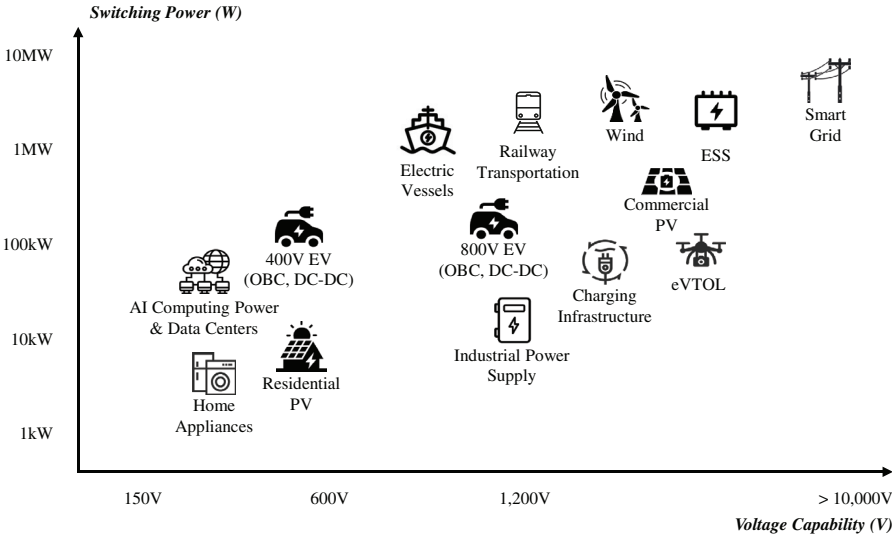 Switching Power (W)
10MW
1MW
100kW
10kW
1kW
Smart
Grid
Wind
ESS
Railway
Transportation
Electric
Vessels
Commercial
PV
400V EV
(OBC, DC-DC)
800V EV
(OBC, DC-DC)
eVTOL
Charging
Infrastructure
AI Computing Power
& Data Centers
Industrial Power
Supply
Residential
PV
Home
Appliances
150V
600V
1,200V
> 10,000V
Voltage Capability (V)